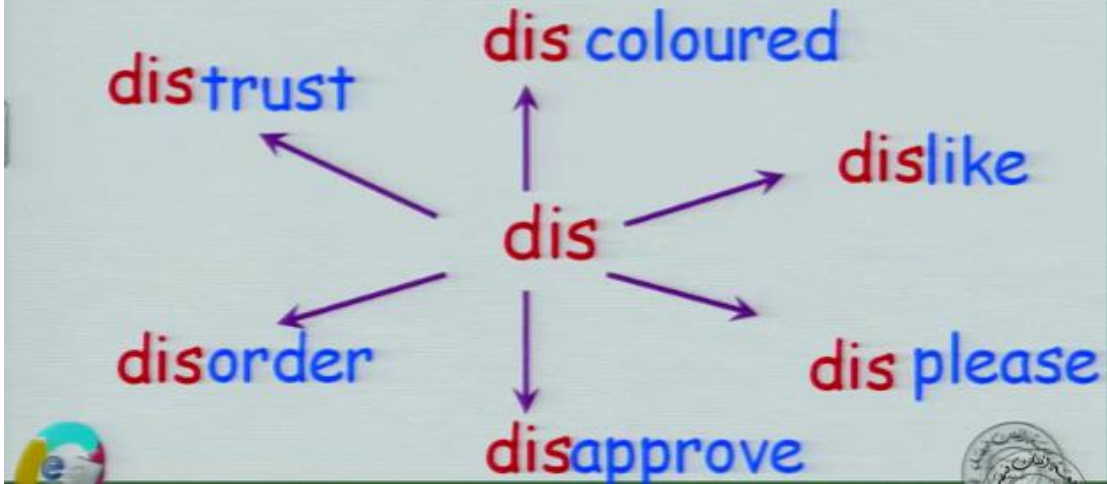 dis coloured
distrust
dislike
dis
disorder
dis please
disapprove
e